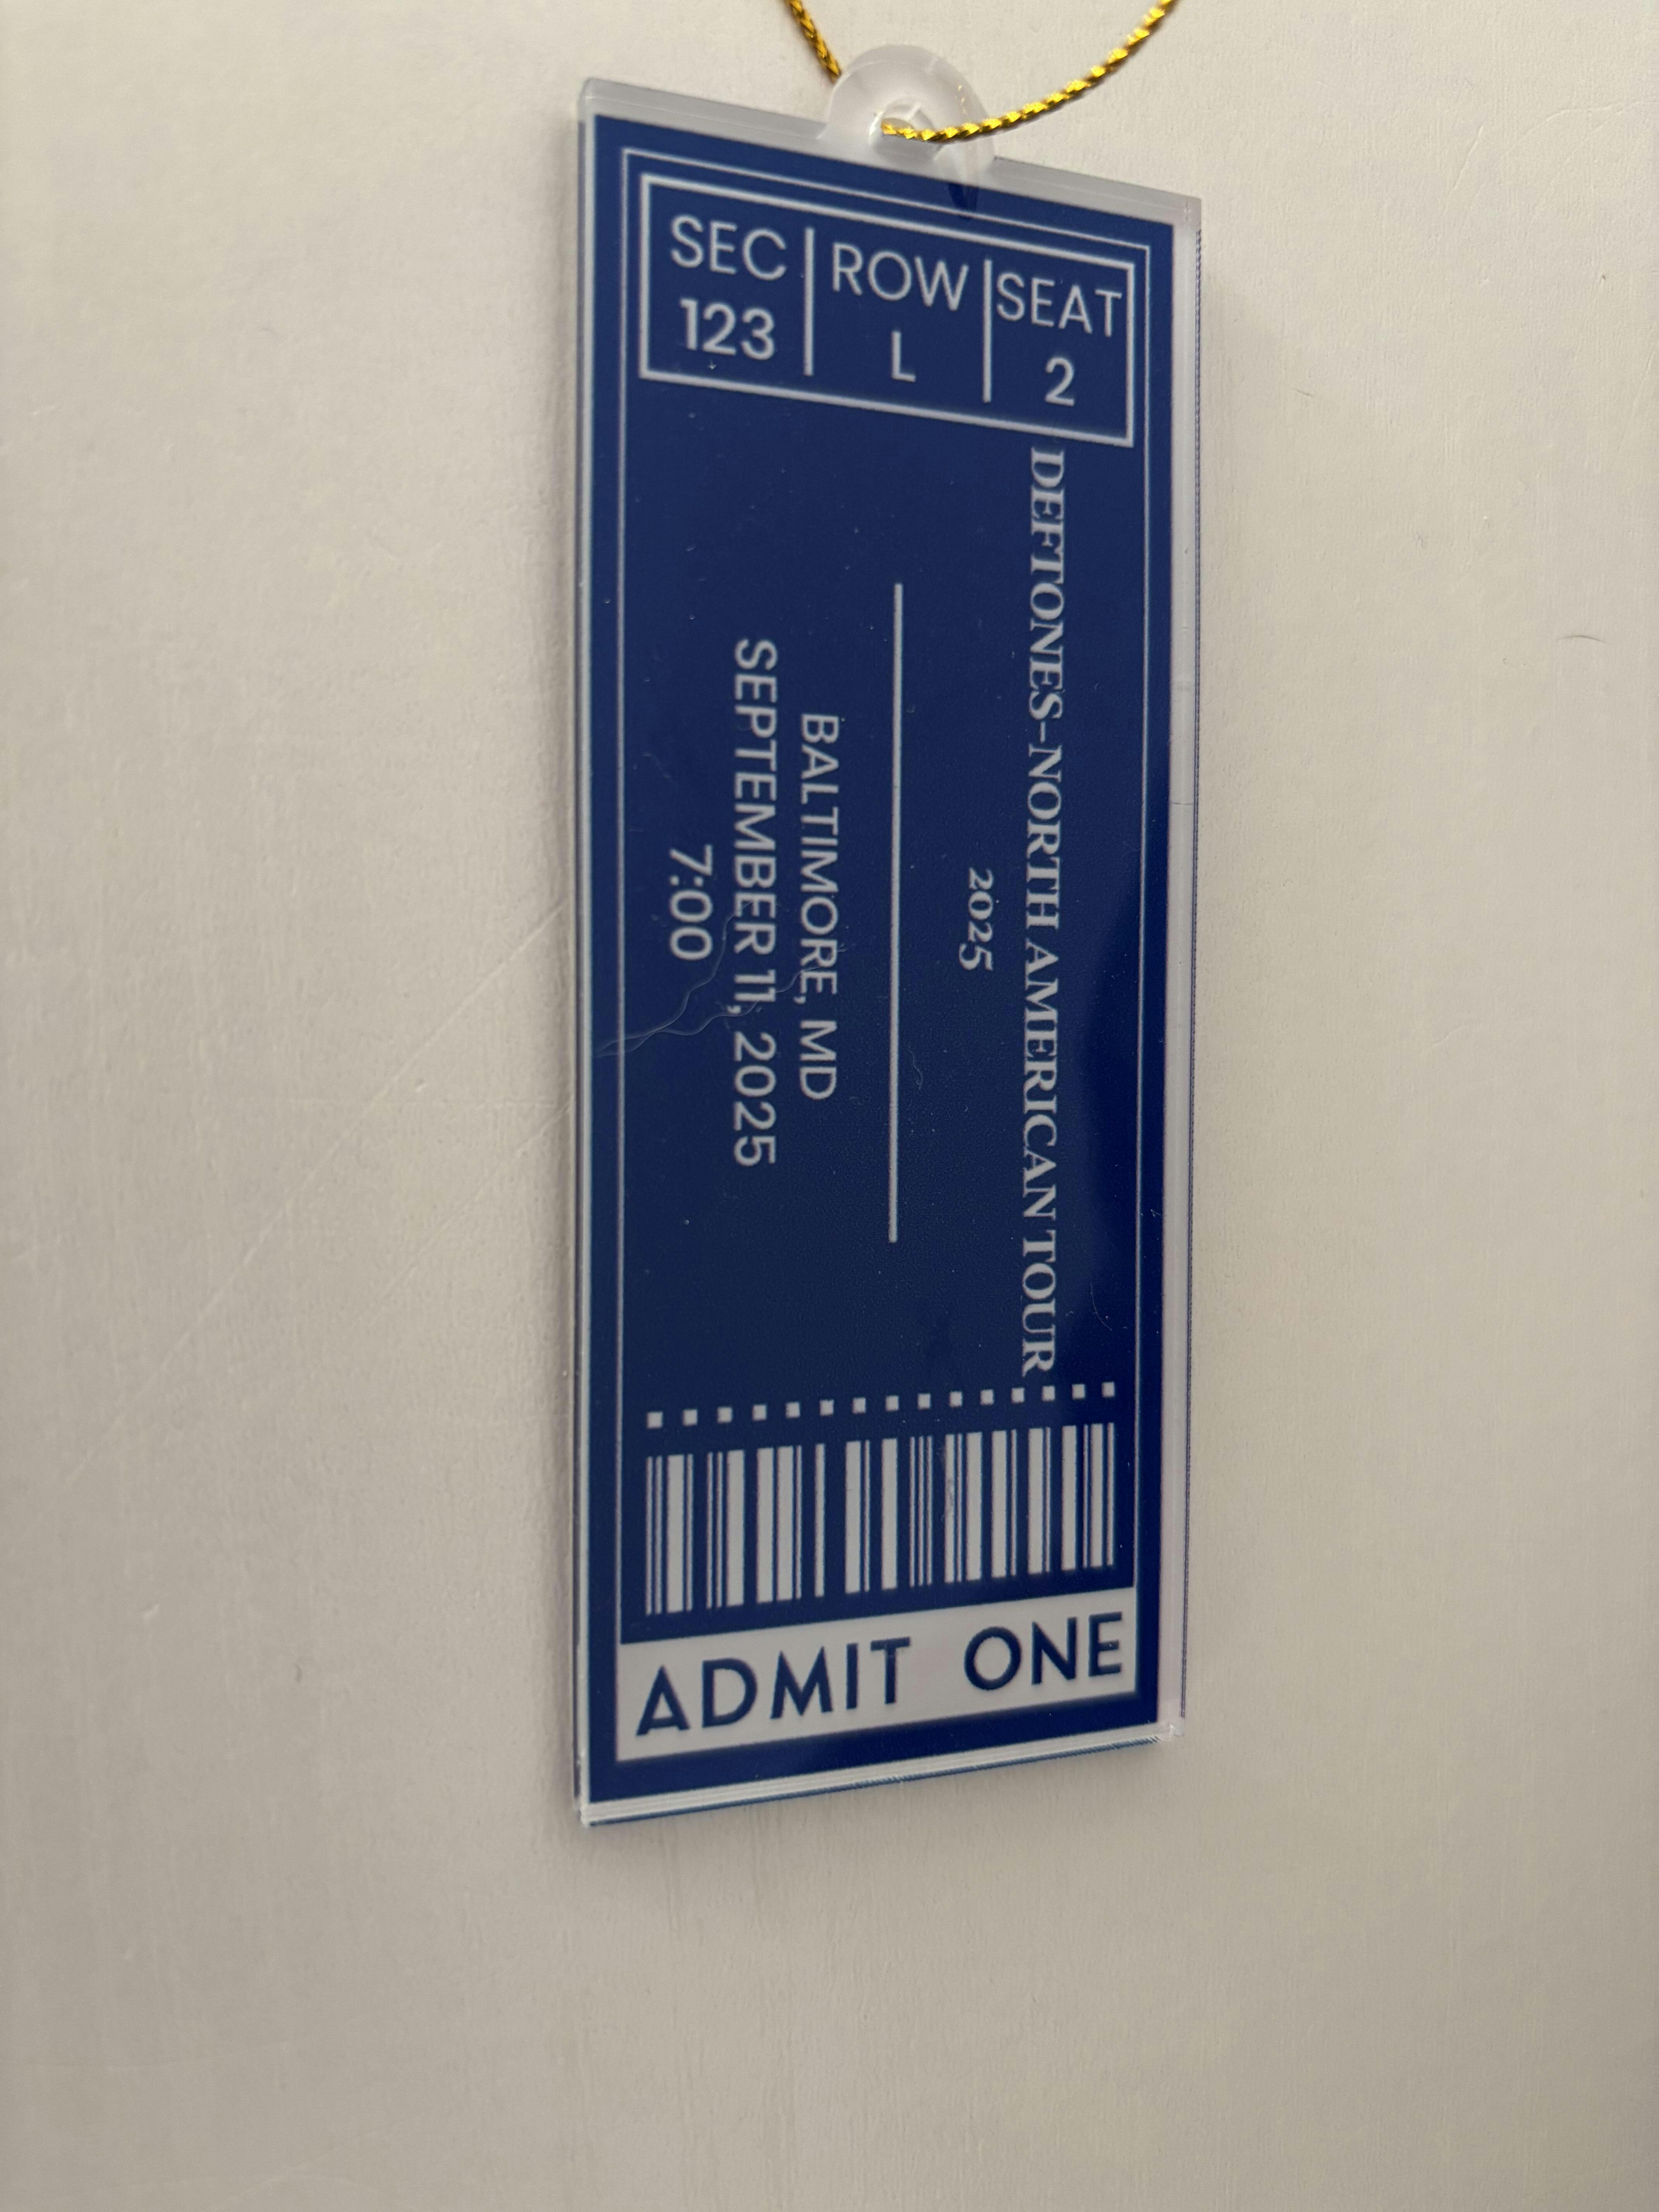 SEC ROW SEAT
123 L 2
DEFTONES-NORTH AMERICAN TOUR
2025
BALTIMORE, MD
SEPTEMBER 11, 2025
7:00
ADMIT ONE